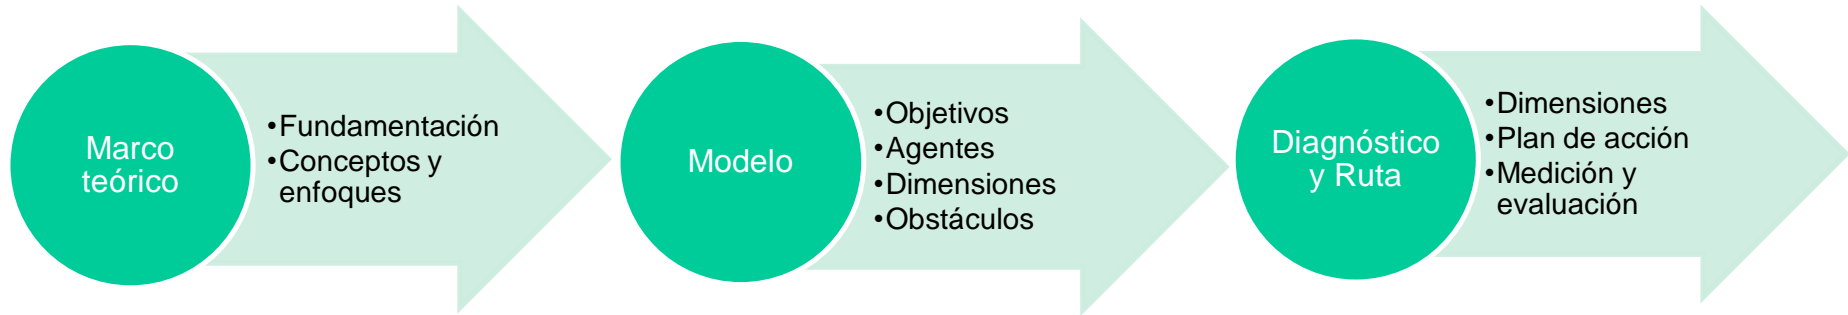 Marco
teórico
•Fundamentación
•Conceptos y
enfoques
Modelo
•Objetivos
•Agentes
•Dimensiones
•Obstáculos
Diagnóstico
y Ruta
•Dimensiones
•Plan de acción
•Medición y
evaluación